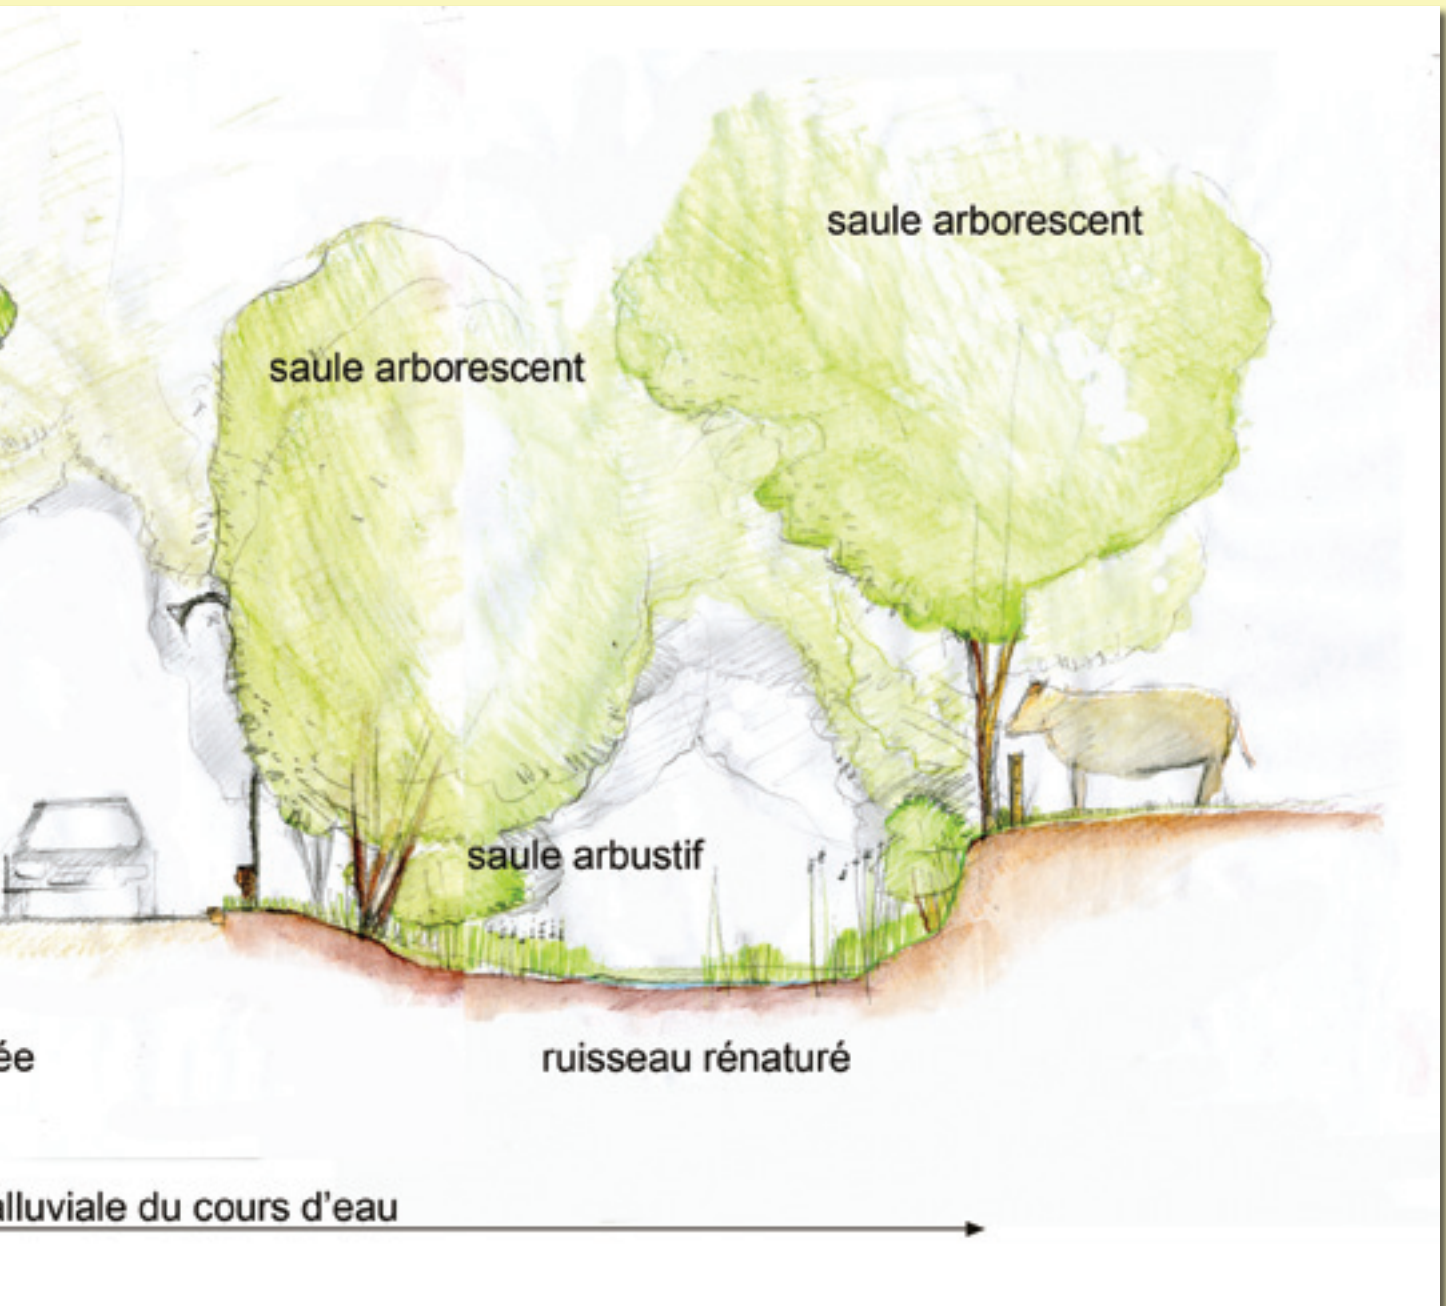 saule arborescent
saule arborescent
saule arbustif
ée
ruisseau rénaturé
alluviale du cours d'eau